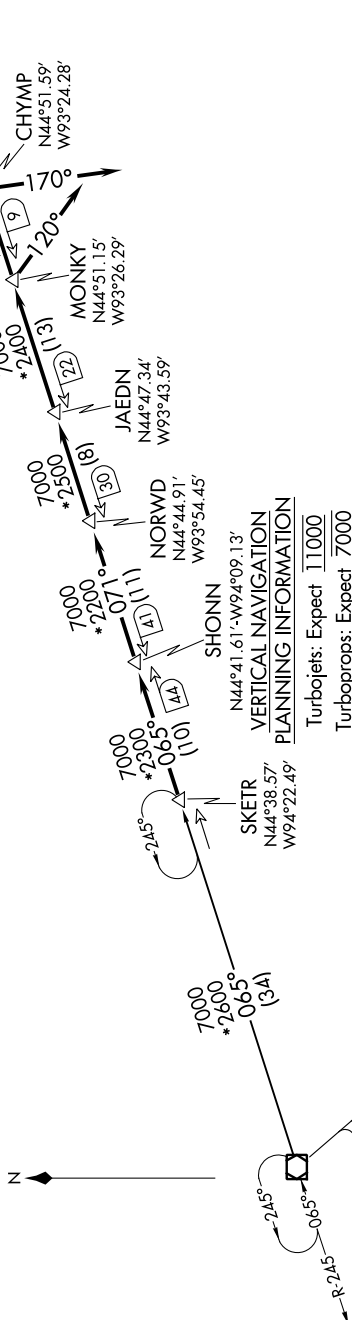 CHYMP
N44°51.59'
W93°24.28'
170°
9
120°
MONKY
N44°51.15'
W93°26.29'
*2400
(13)
22
JAEDN
N44°47.34'
W93°43.59'
7000
*2500
(8)
30
NORWD
N44°44.91'
W93°54.45'
7000
*2200
071°
(11)
41
SHONN
N44°41.61'-W94°09.13'
VERTICAL NAVIGATION
PLANNING INFORMATION
Turbojets: Expect 11000
Turboprops: Expect 7000
44
7000
*2300
065°
(10)
245°
SKETR
N44°38.57'
W94°22.49'
7000
*2600
065°
(34)
N
245°
065°
R-245